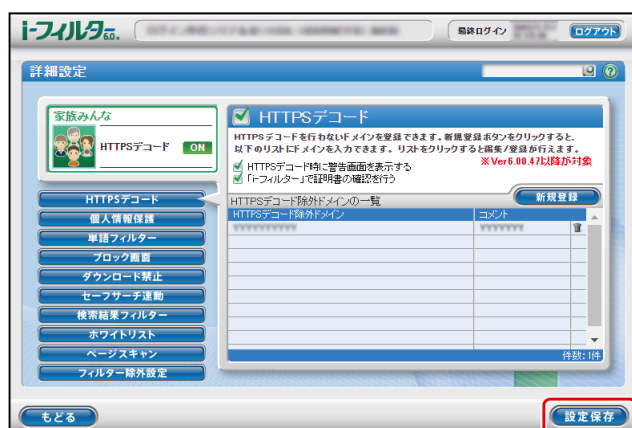 i-フィルター 6.0
最終ログイン
ログアウト
詳細設定
家族みんな
HTTPSデコード ON
HTTPSデコード
個人情報保護
単語フィルター
ブロック画面
ダウンロード禁止
セーフサーチ連動
検索結果フィルター
ホワイトリスト
ページスキャン
フィルター除外設定
HTTPSデコード
HTTPSデコードを行わないドメインを登録できます。新規登録ボタンをクリックすると、
以下のリストにドメインを入力できます。リストをクリックすると編集/登録が行えます。
※Ver6.00.47以降が対象
HTTPSデコード時に警告画面を表示する
「i-フィルター」で証明書の確認を行う
新規登録
HTTPSデコード除外ドメインの一覧
HTTPSデコード除外ドメイン コメント
件数:1件
もどる
設定保存